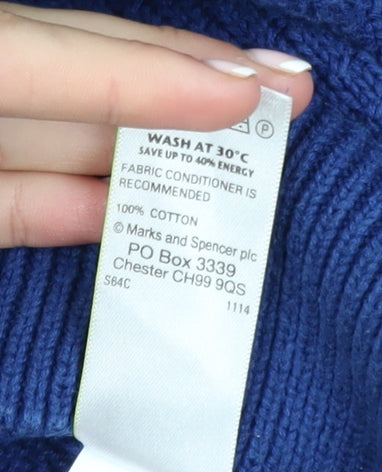 P
WASH AT 30°C
SAVE UP TO 40% ENERGY
FABRIC CONDITIONER IS
RECOMMENDED
100% COTTON
© Marks and Spencer plc
PO Box 3339
Chester CH99 9QS
S64C
1114